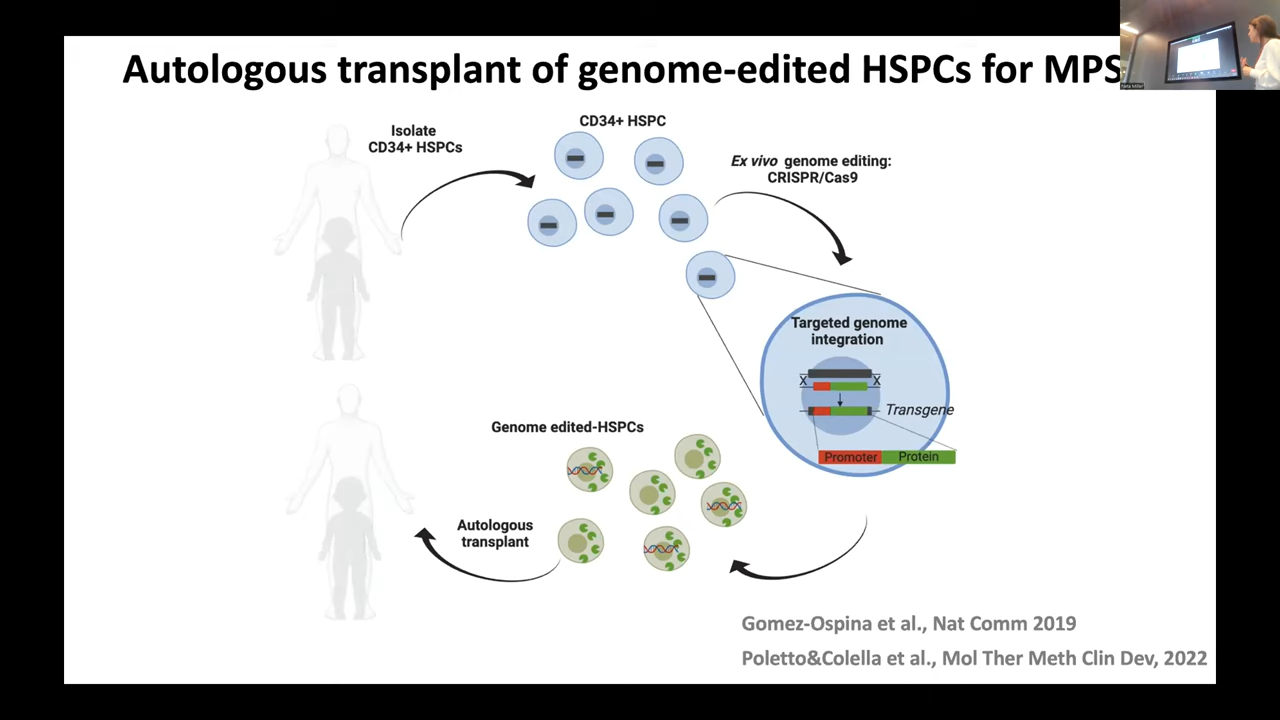 Autologous transplant of genome-edited HSPCs for MPS
Isolate
CD34+ HSPCs
CD34+ HSPC
Ex vivo genome editing:
CRISPR/Cas9
Targeted genome
integration
X X
Transgene
Promoter Protein
Genome edited-HSPCs
Autologous
transplant
Gomez-Ospina et al., Nat Comm 2019
Poletto&Colella et al., Mol Ther Meth Clin Dev, 2022